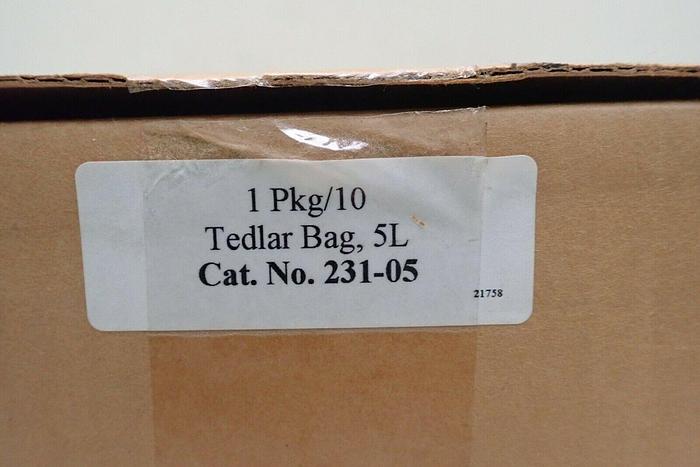 1 Pkg/10
Tedlar Bag, 5L
Cat. No. 231-05
21758